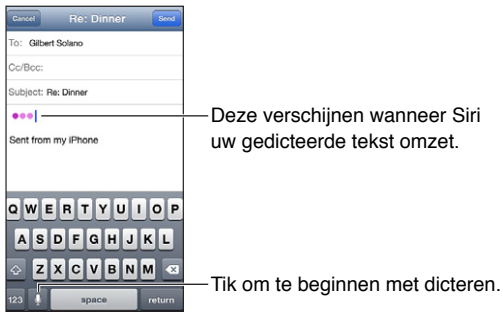 Cancel Re: Dinner Send
To: Gilbert Solano
Cc/Bcc:
Subject: Re: Dinner
Deze verschijnen wanneer Siri
uw gedicteerde tekst omzet.
Sent from my iPhone
Q W E R T Y U I O P
A S D F G H J K L
Z X C V B N M
Tik om te beginnen met dicteren.
123 space return